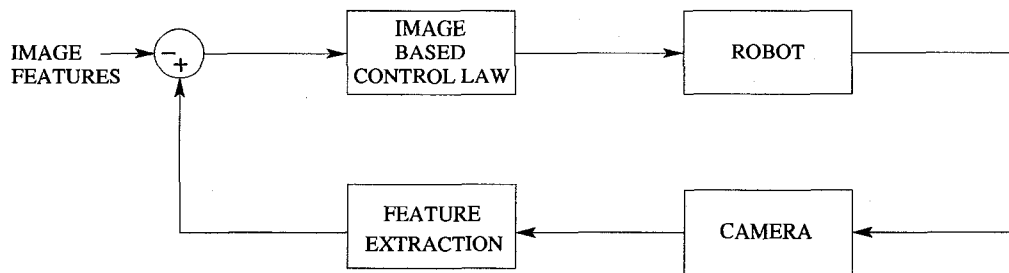 IMAGE
FEATURES
-
+
IMAGE
BASED
CONTROL LAW
ROBOT
FEATURE
EXTRACTION
CAMERA